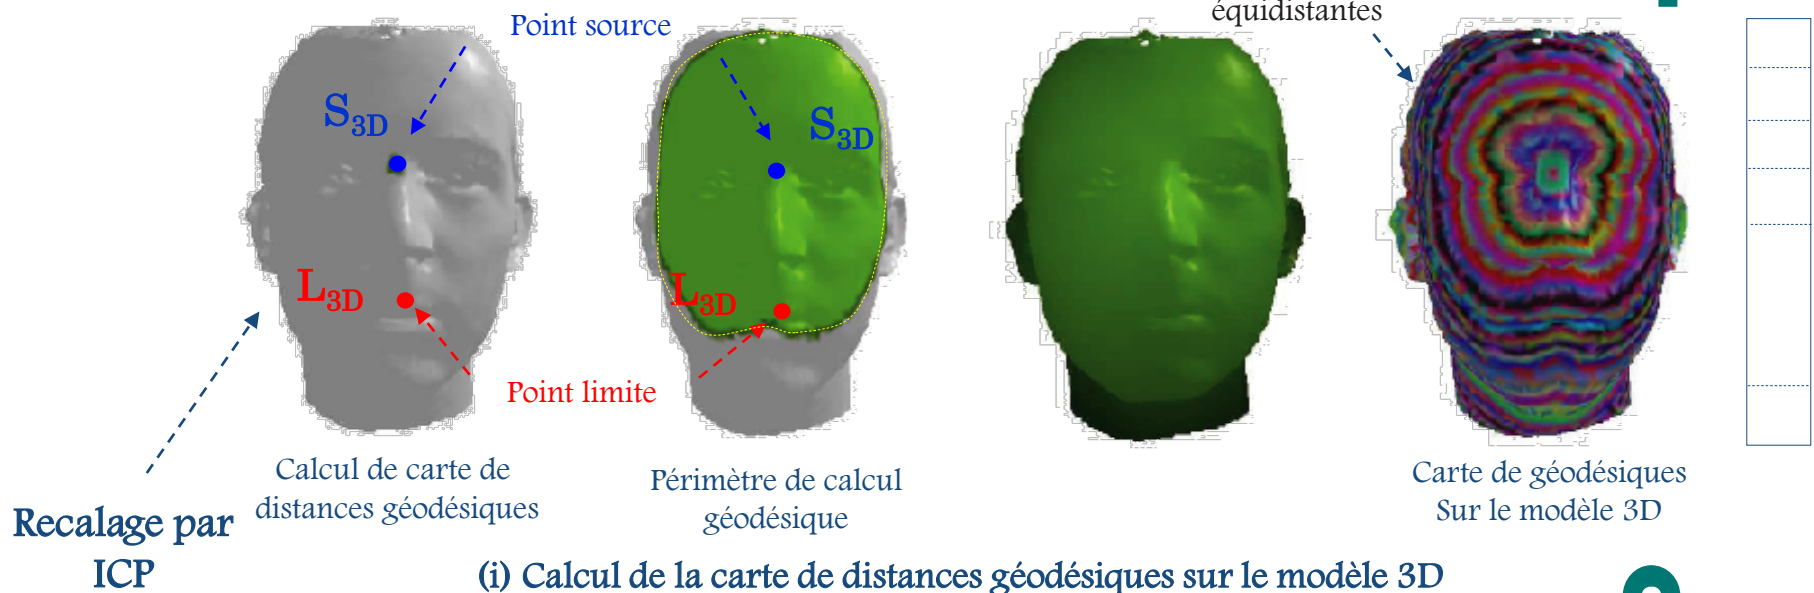 équidistantes
Point source
S3D
S3D
L3D
L3D
Point limite
Calcul de carte de
distances géodésiques
Périmètre de calcul
géodésique
Carte de géodésiques
Sur le modèle 3D
Recalage par
ICP
(i) Calcul de la carte de distances géodésiques sur le modèle 3D